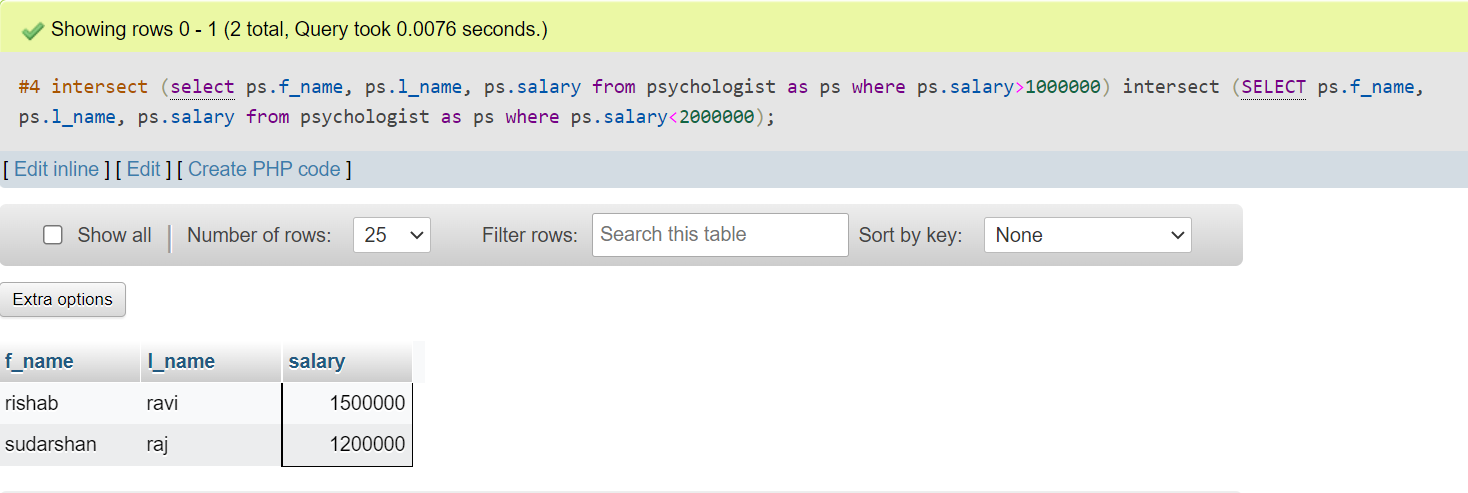 Showing rows 0 - 1 (2 total, Query took 0.0076 seconds.)
#4 intersect (select ps.f_name, ps.l_name, ps.salary from psychologist as ps where ps.salary>1000000) intersect (SELECT ps.f_name,
ps.l_name, ps.salary from psychologist as ps where ps.salary<2000000);
[ Edit inline ] [ Edit ] [ Create PHP code ]
Show all | Number of rows: 25 Filter rows: Search this table Sort by key: None
Extra options
f_name l_name salary
rishab ravi 1500000
sudarshan raj 1200000